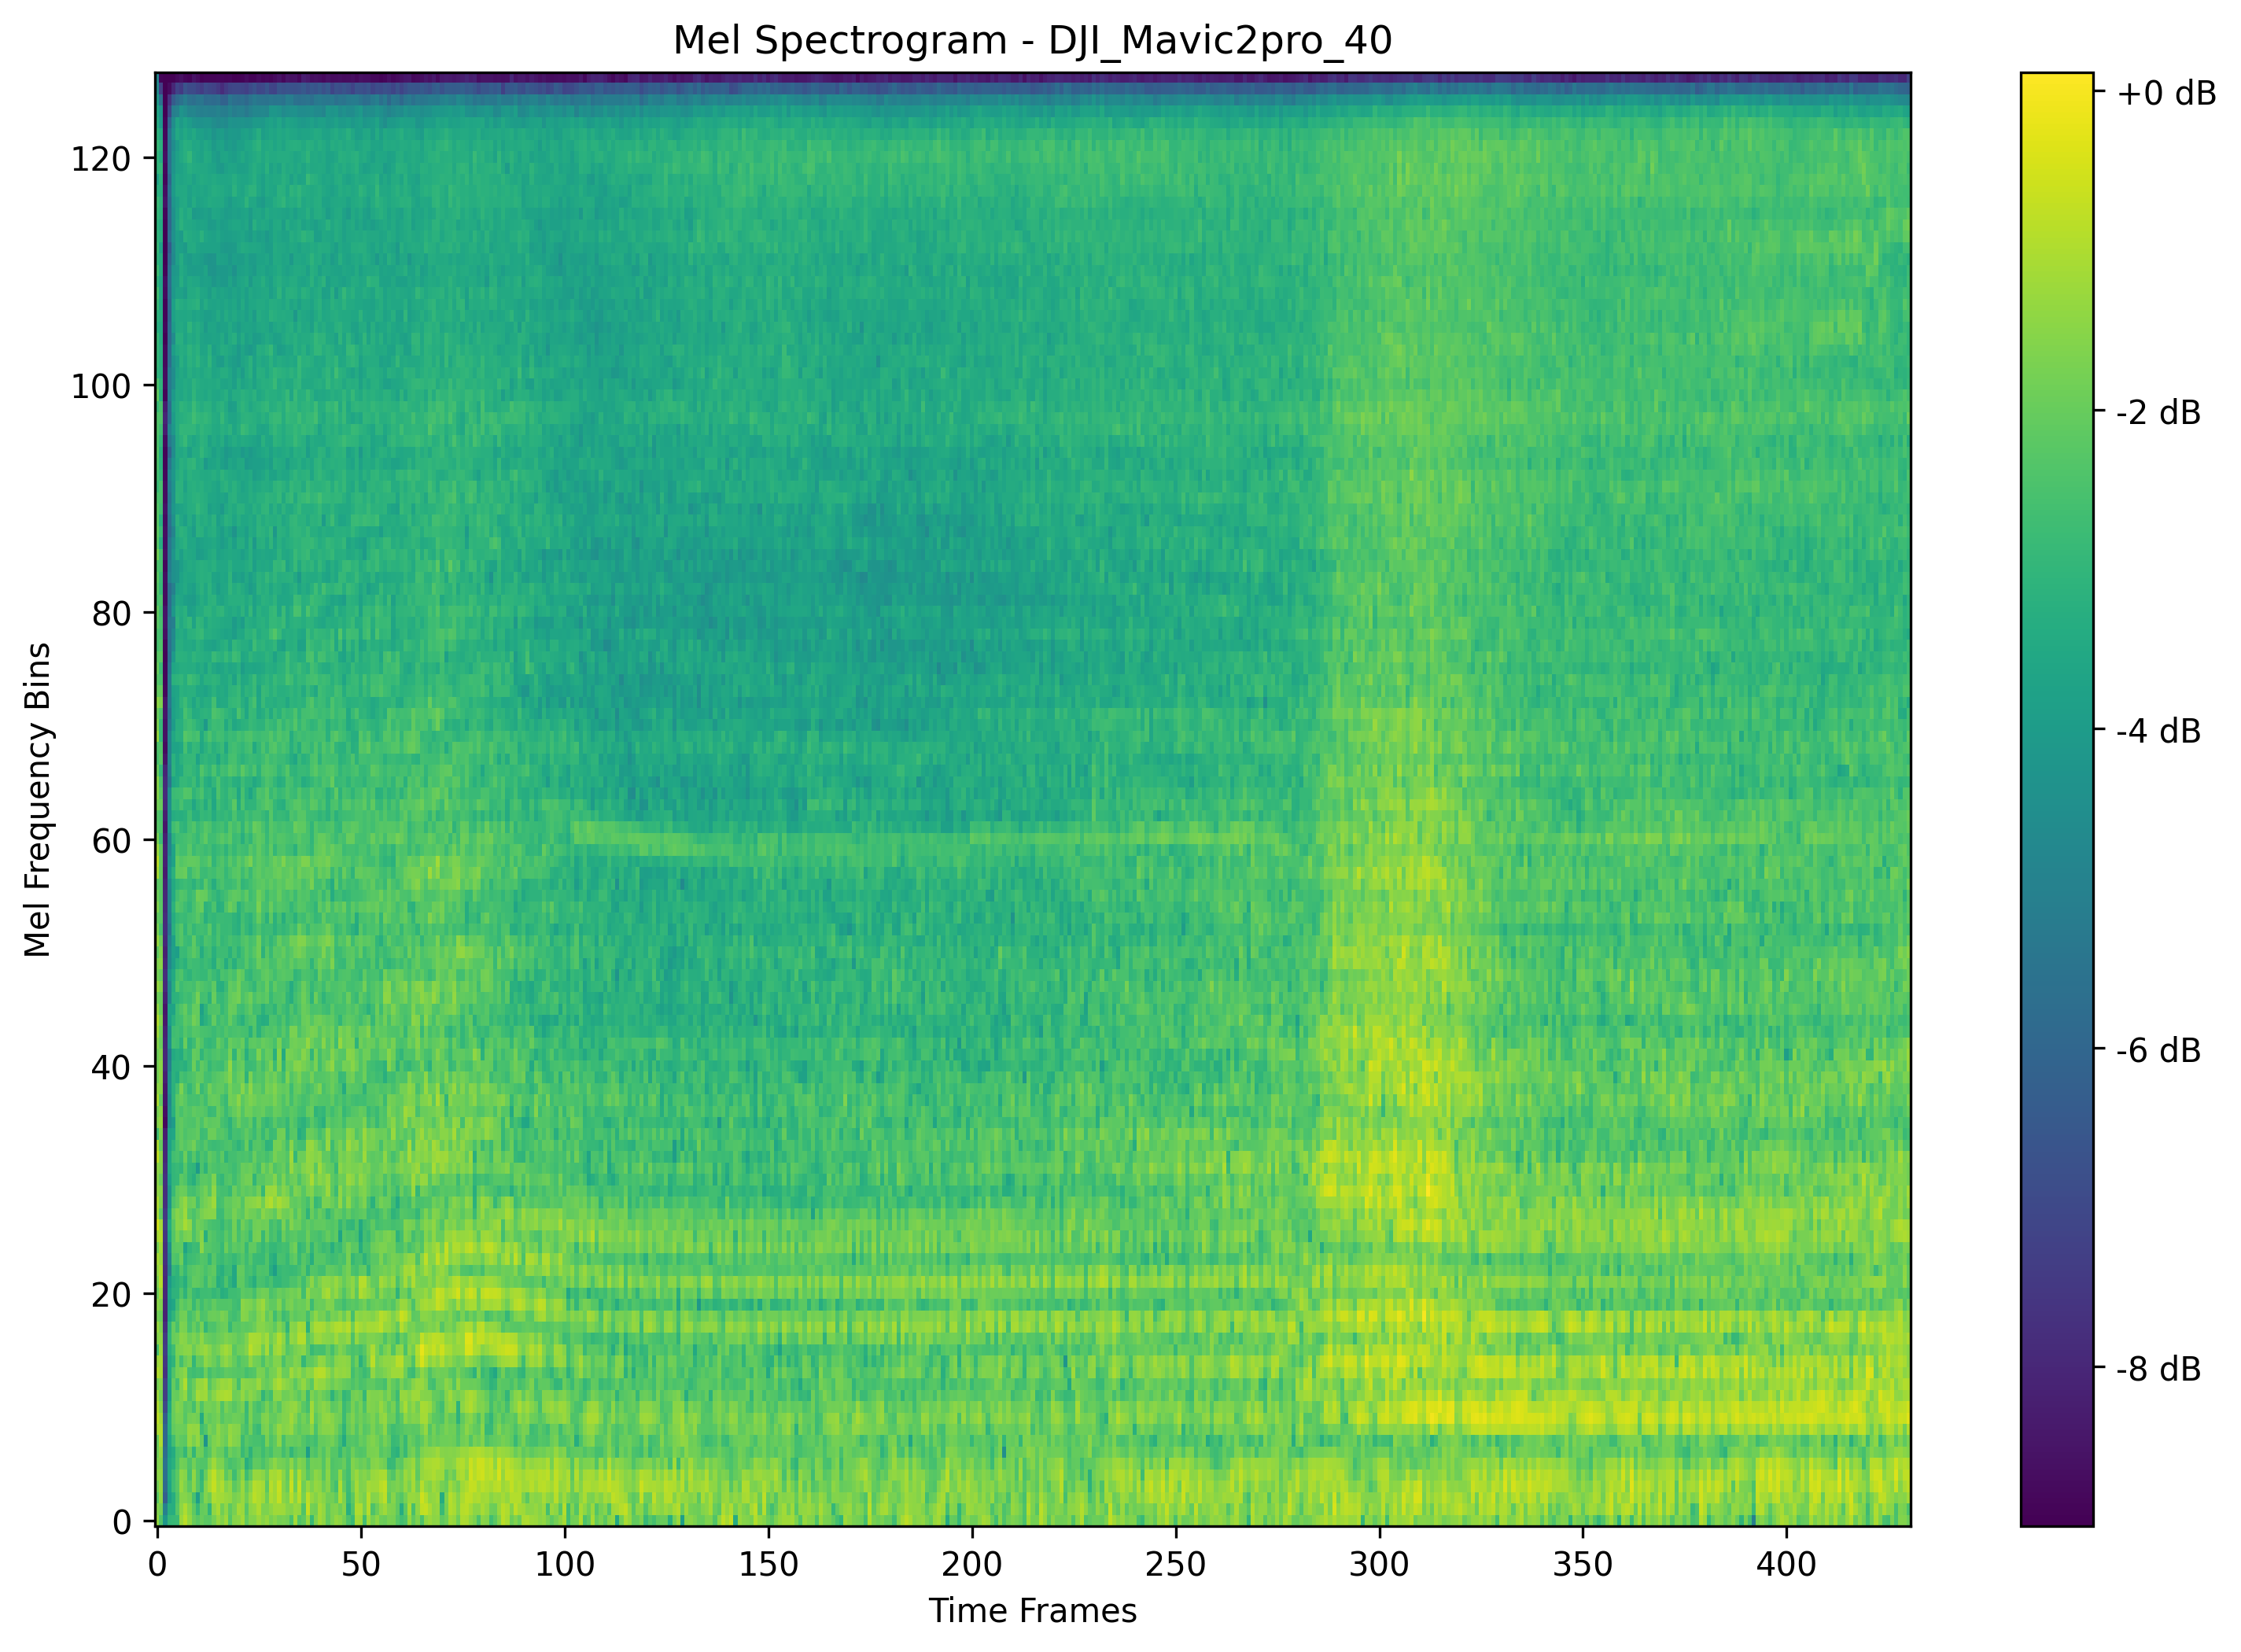 Mel Spectrogram - DJI_Mavic2pro_40
+0 dB
-2 dB
-4 dB
-6 dB
-8 dB
Mel Frequency Bins
120
100
80
60
40
20
0
0 50 100 150 200 250 300 350 400
Time Frames